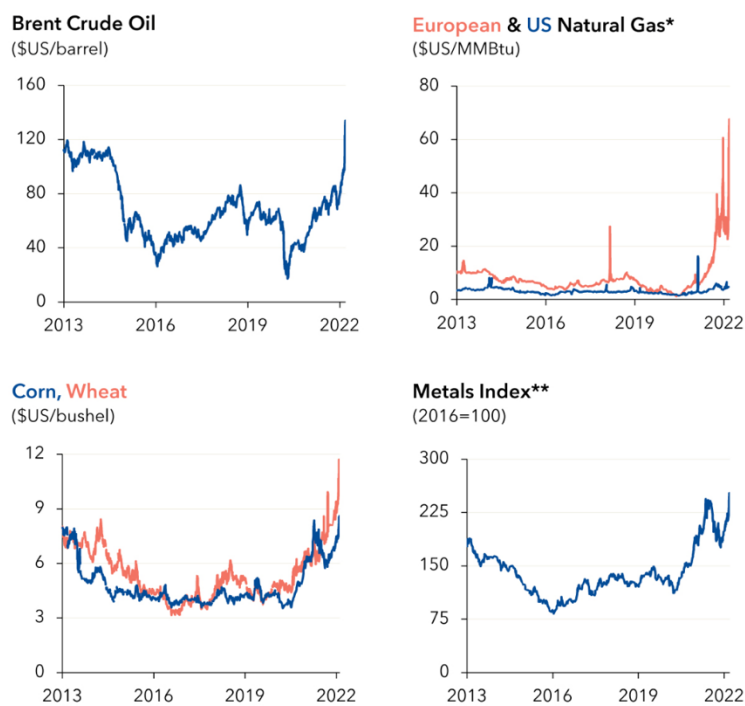 Brent Crude Oil
($US/barrel)
160
120
80
40
0
2013 2016 2019 2022
European & US Natural Gas*
($US/MMBtu)
80
60
40
20
0
2013 2016 2019 2022
Corn, Wheat
($US/bushel)
12
9
6
3
0
2013 2016 2019 2022
Metals Index**
(2016=100)
300
225
150
75
0
2013 2016 2019 2022